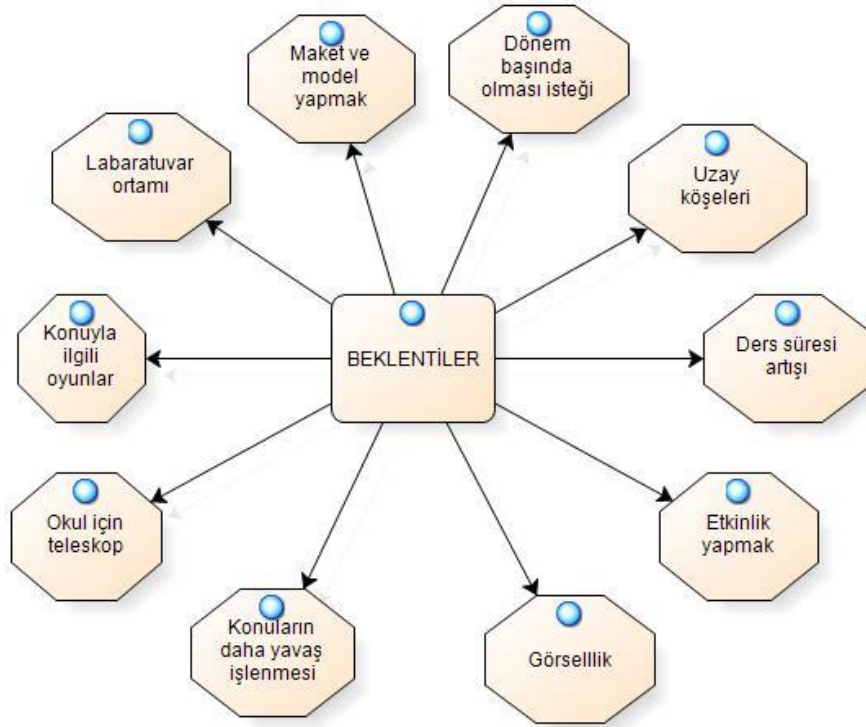 Maket ve
model
yapmak
Dönem
başında
olması isteği
Labaratuvar
ortamı
Uzay
köşeleri
Konuyla
ilgili
oyunlar
BEKLENTİLER
Ders süresi
artışı
Okul için
teleskop
Etkinlik
yapmak
Konuların
daha yavaş
işlenmesi
Görselllik